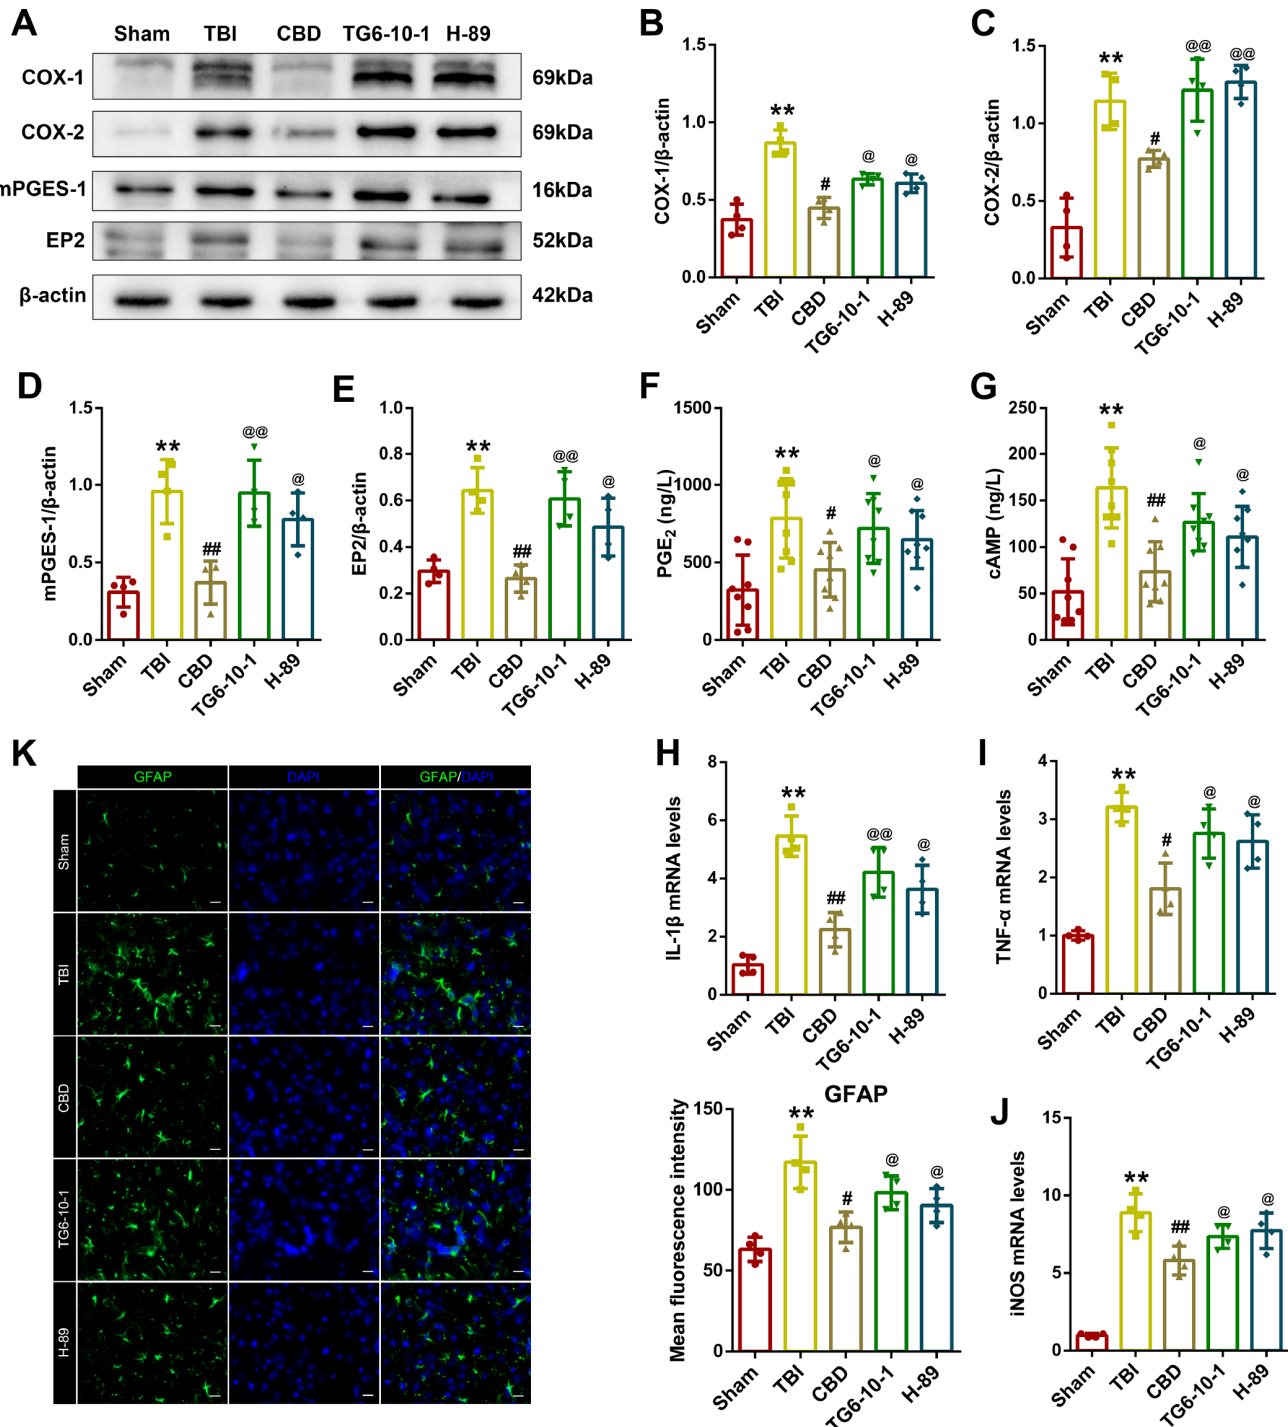 A
Sham TBI CBD TG6-10-1 H-89
COX-1 69kDa
COX-2 69kDa
mPGES-1 16kDa
EP2 52kDa
β-actin 42kDa
B
COX-1/β-actin
1.5
1.0
0.5
0.0
**
#
@
@
Sham TBI CBD TG6-10-1 H-89
C
COX-2/β-actin
1.5
1.0
0.5
0.0
**
#
@@
@@
Sham TBI CBD TG6-10-1 H-89
D
mPGES-1/β-actin
1.5
1.0
0.5
0.0
**
##
@@
@
Sham TBI CBD TG6-10-1 H-89
E
EP2/β-actin
1.0
0.8
0.6
0.4
0.2
0.0
**
##
@@
@
Sham TBI CBD TG6-10-1 H-89
F
PGE2 (ng/L)
1500
1000
500
0
**
#
@
@
Sham TBI CBD TG6-10-1 H-89
G
cAMP (ng/L)
250
200
150
100
50
0
**
##
@
@
Sham TBI CBD TG6-10-1 H-89
K
GFAP DAPI GFAP/DAPI
Sham
TBI
CBD
TG6-10-1
H-89
H
IL-1β mRNA levels
8
6
4
2
0
**
##
@@
@
Sham TBI CBD TG6-10-1 H-89
I
TNF-α mRNA levels
4
3
2
1
0
**
#
@
@
Sham TBI CBD TG6-10-1 H-89
GFAP
Mean fluorescence intensity
150
100
50
0
**
#
@
@
Sham TBI CBD TG6-10-1 H-89
J
iNOS mRNA levels
15
10
5
0
**
##
@
@
Sham TBI CBD TG6-10-1 H-89